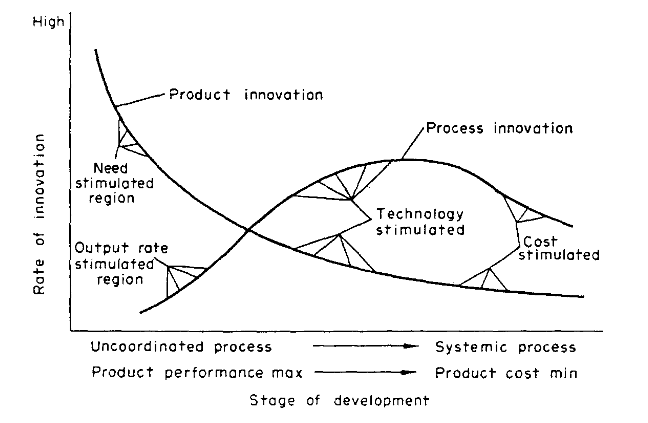 High
Product innovation
Process innovation
Need
stimulated
region
Technology
stimulated
Output rate
stimulated
region
Cost
stimulated
Rate of innovation
Uncoordinated process
Systemic process
Product performance max
Product cost min
Stage of development